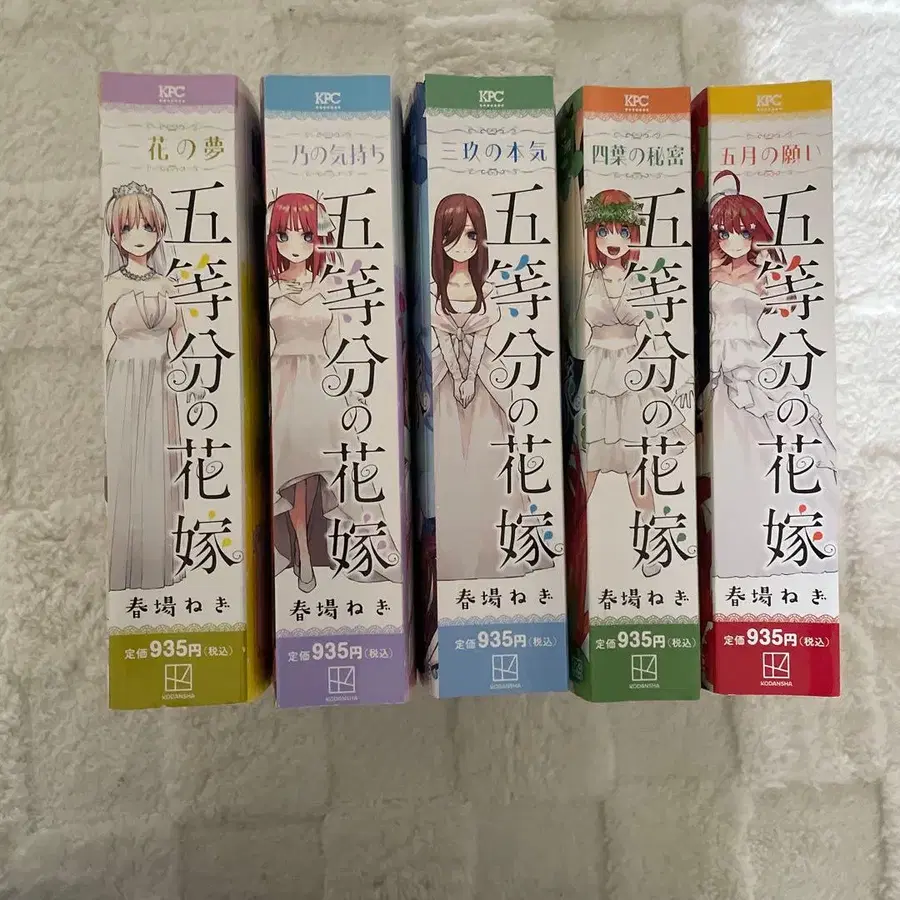 KPC
一花の夢
五等分の花嫁
春場ねぎ
定価935円(税込)
KODANSHA
KPC
二乃の気持ち
五等分の花嫁
春場ねぎ
定価935円(税込)
KODANSHA
KPC
三玖の本気
五等分の花嫁
春場ねぎ
定価935円(税込)
KODANSHA
KPC
四葉の秘密
五等分の花嫁
春場ねぎ
定価935円(税込)
KODANSHA
KPC
五月の願い
五等分の花嫁
春場ねぎ
定価935円(税込)
KODANSHA